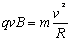 qvB = m v²/R